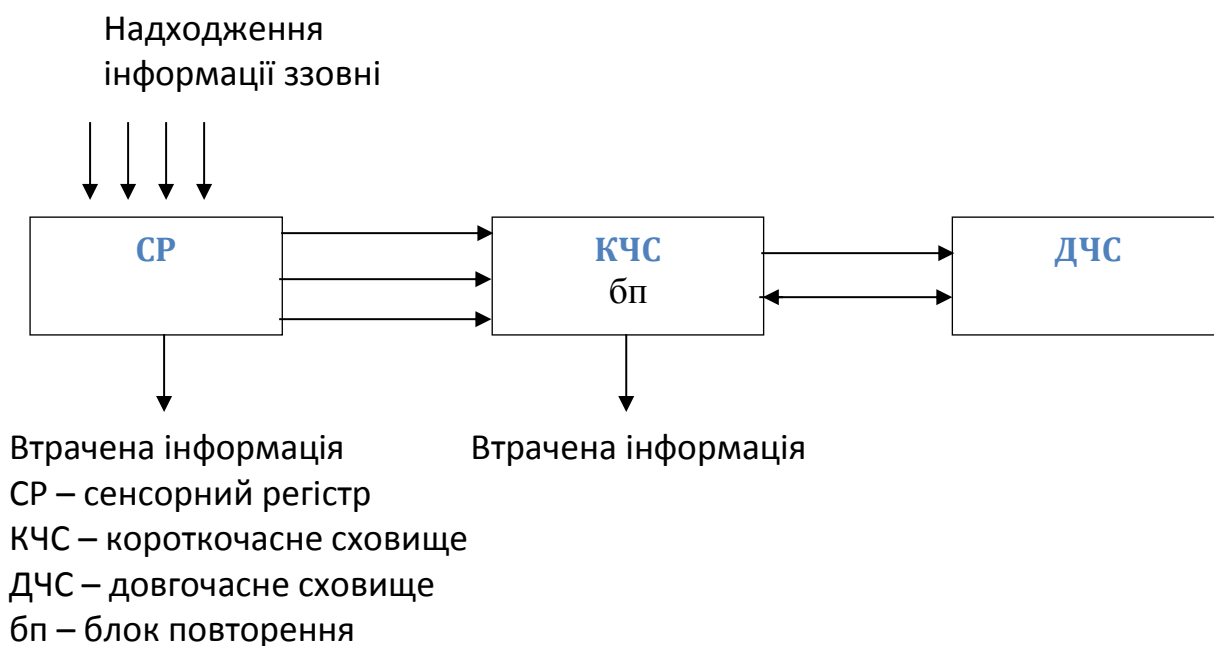 Надходження
інформації ззовні
СР
КЧС
бп
ДЧС
Втрачена інформація
Втрачена інформація
СР – сенсорний регістр
КЧС – короткочасне сховище
ДЧС – довгочасне сховище
бп – блок повторення